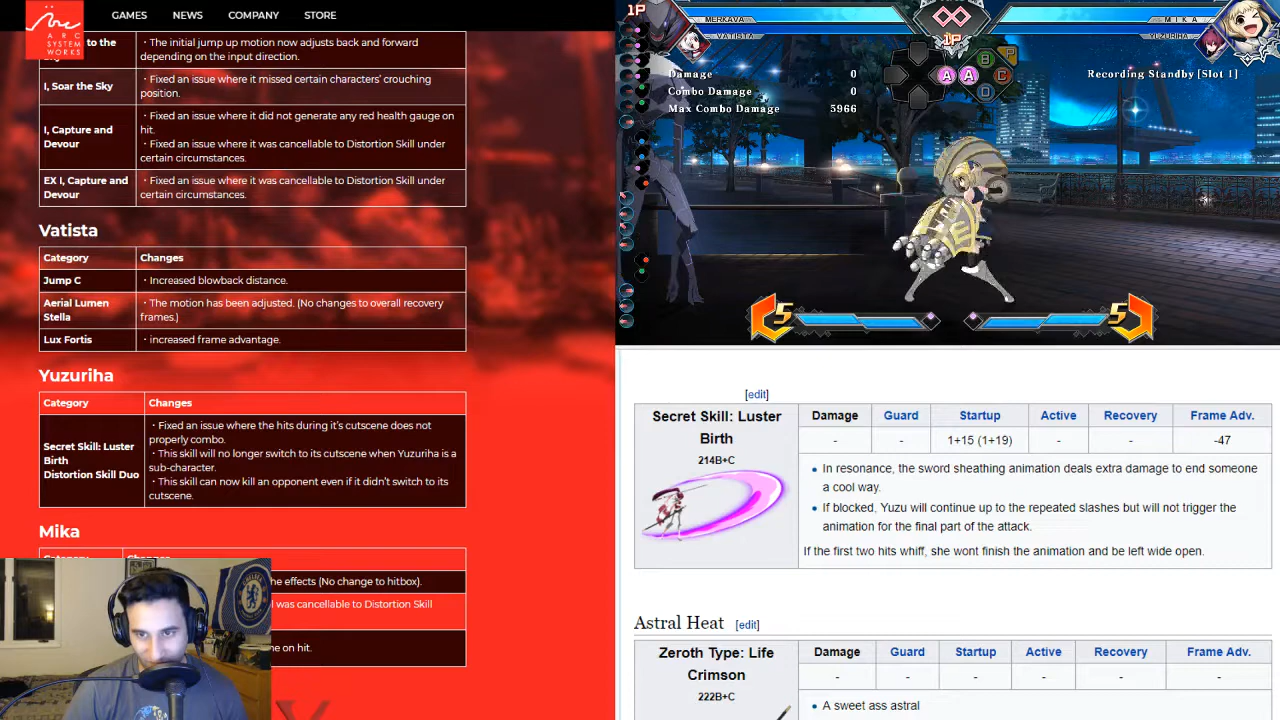 ARC
SYSTEM
WORKS
GAMES NEWS COMPANY STORE
to the
・The initial jump up motion now adjusts back and forward
depending on the input direction.
I, Soar the Sky
・Fixed an issue where it missed certain characters' crouching
position.
I, Capture and
Devour
・Fixed an issue where it did not generate any red health gauge on
hit.
・Fixed an issue where it was cancellable to Distortion Skill under
certain circumstances.
EX I, Capture and
Devour
・Fixed an issue where it was cancellable to Distortion Skill under
certain circumstances.
Vatista
Category Changes
Jump C ・Increased blowback distance.
Aerial Lumen
Stella
・The motion has been adjusted. (No changes to overall recovery
frames.)
Lux Fortis ・increased frame advantage.
Yuzuriha
Category Changes
Secret Skill: Luster
Birth
Distortion Skill Duo
・Fixed an issue where the hits during it's cutscene does not
properly combo.
・This skill will no longer switch to its cutscene when Yuzuriha is a
sub-character.
・This skill can now kill an opponent even if it didn't switch to its
cutscene.
Mika
he effects (No change to hitbox).
was cancellable to Distortion Skill
ne on hit.
1P
MERKAVA
VATISTA
1P
MIKA
YUZURIHA
Damage 0
Combo Damage 0
Max Combo Damage 5966
A A B C D P
Recording Standby [Slot 1]
5 5
[edit]
Secret Skill: Luster
Birth
214B+C
Damage Guard Startup Active Recovery Frame Adv.
- - 1+15 (1+19) - - -47
In resonance, the sword sheathing animation deals extra damage to end someone
a cool way.
If blocked, Yuzu will continue up to the repeated slashes but will not trigger the
animation for the final part of the attack.
If the first two hits whiff, she wont finish the animation and be left wide open.
Astral Heat [edit]
Zeroth Type: Life
Crimson
222B+C
Damage Guard Startup Active Recovery Frame Adv.
- - - - - -
A sweet ass astral